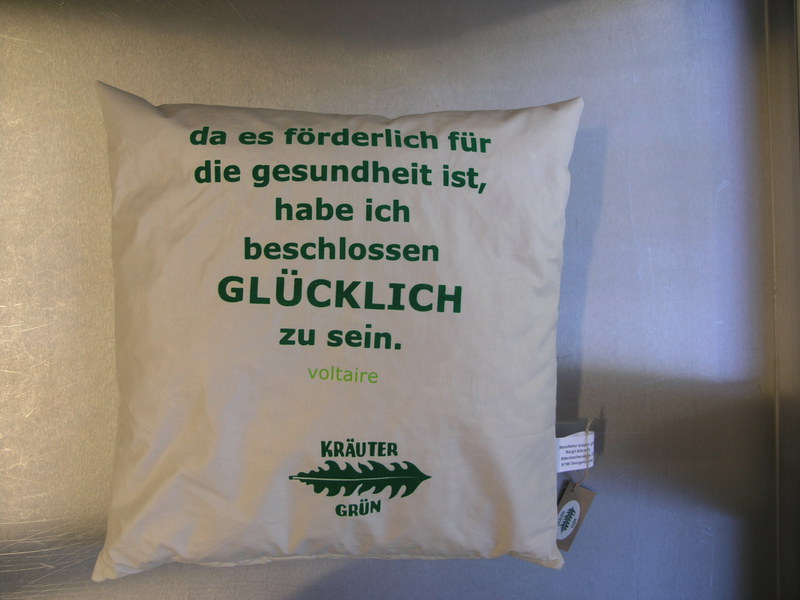 da es förderlich für
die gesundheit ist,
habe ich
beschlossen
GLÜCKLICH
zu sein.
voltaire
KRÄUTER
GRÜN